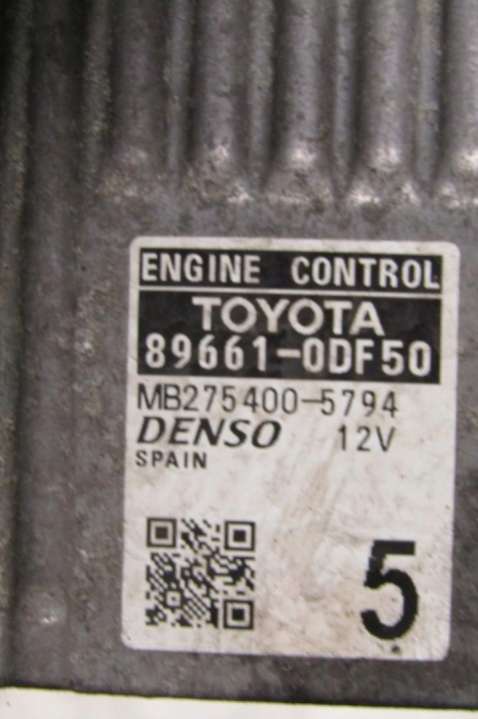 ENGINE CONTROL
TOYOTA
89661-0DF50
MB275400-5794
DENSO 12V
SPAIN
5